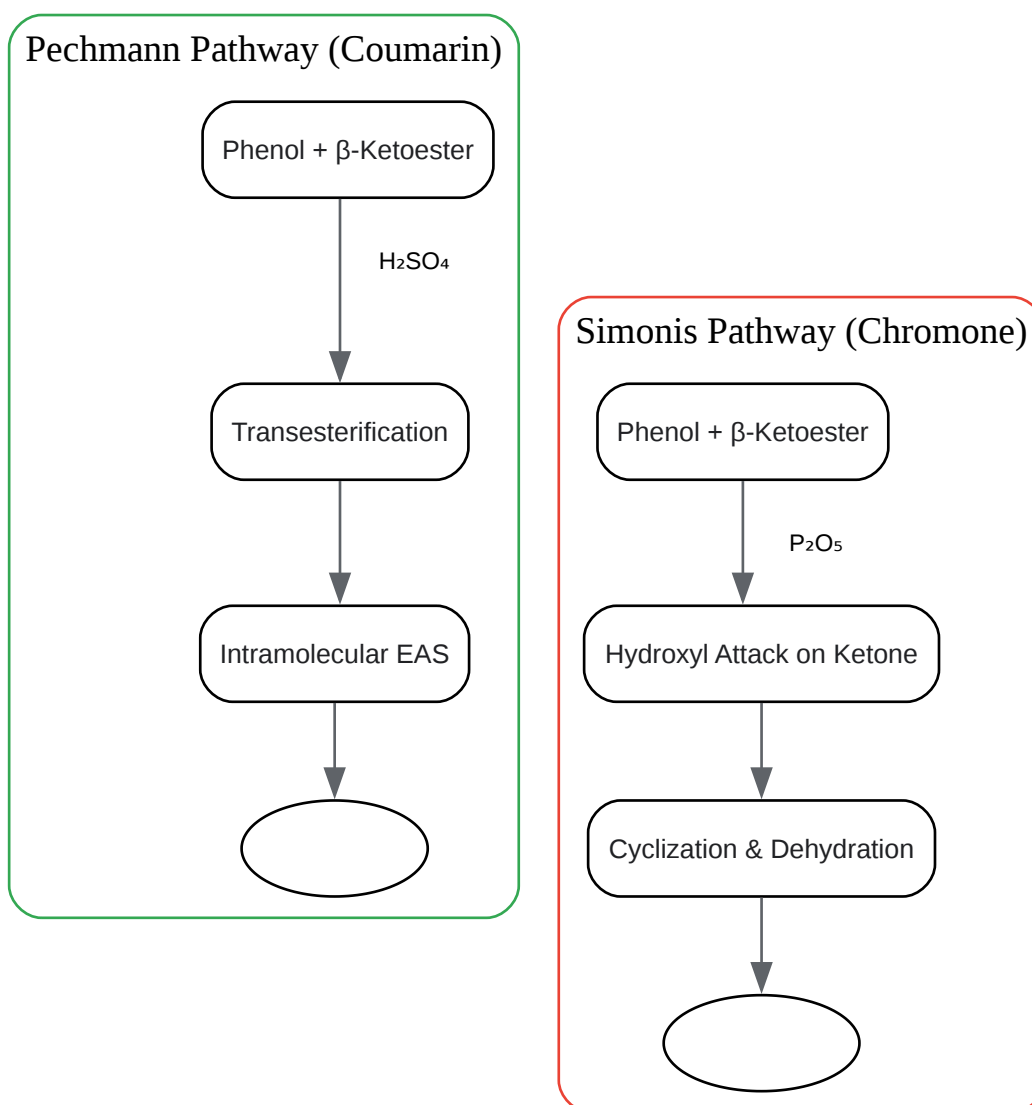 Pechmann Pathway (Coumarin)
Phenol + β-Ketoester
H₂SO₄
Transesterification
Intramolecular EAS
Simonis Pathway (Chromone)
Phenol + β-Ketoester
P₂O₅
Hydroxyl Attack on Ketone
Cyclization & Dehydration